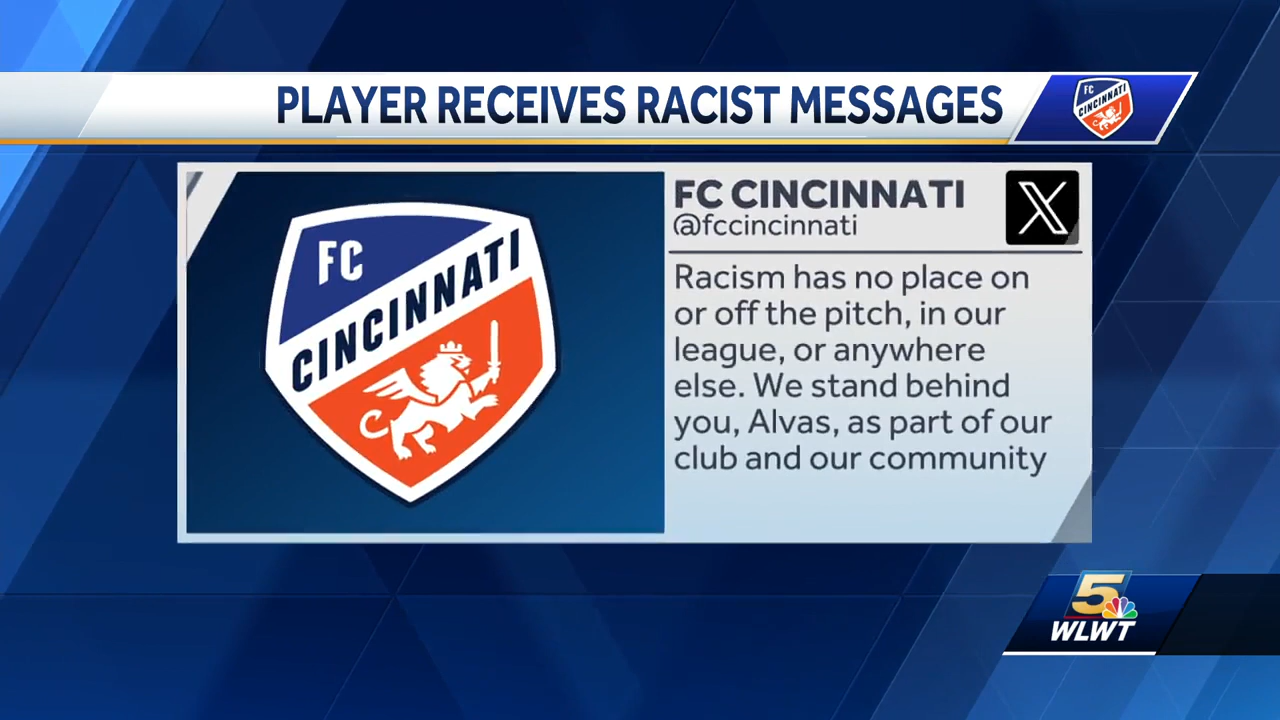 PLAYER RECEIVES RACIST MESSAGES
FC
CINCINNATI
FC
CINCINNATI
FC CINCINNATI
@fccincinnati
Racism has no place on
or off the pitch, in our
league, or anywhere
else. We stand behind
you, Alvas, as part of our
club and our community
5
WLWT